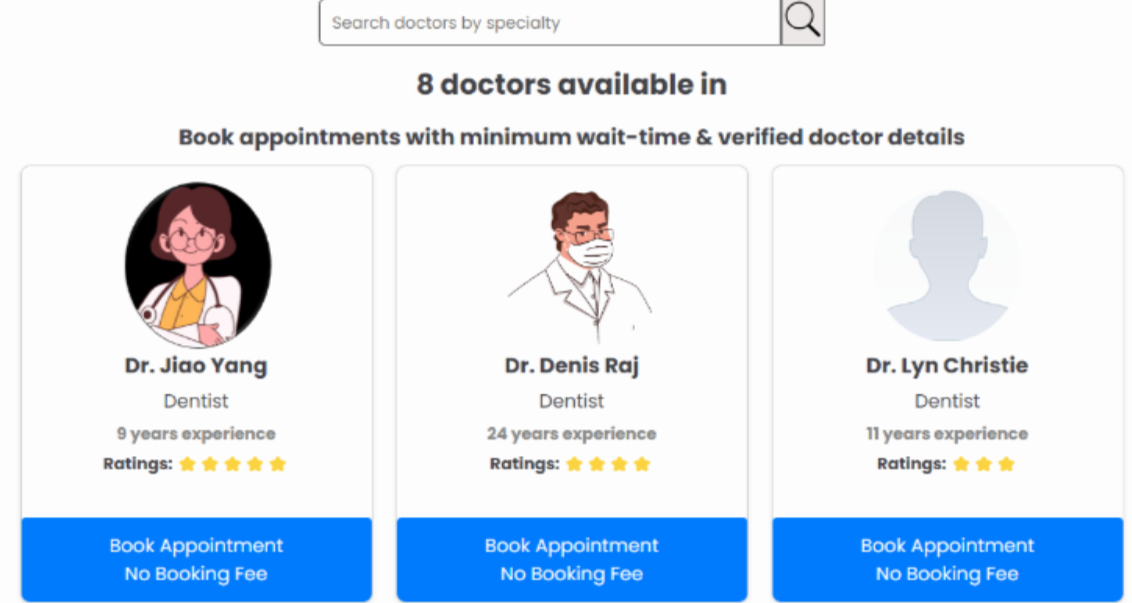 Search doctors by specialty
8 doctors available in
Book appointments with minimum wait-time & verified doctor details
Dr. Jiao Yang
Dentist
9 years experience
Ratings:
Book Appointment
No Booking Fee
Dr. Denis Raj
Dentist
24 years experience
Ratings:
Book Appointment
No Booking Fee
Dr. Lyn Christie
Dentist
11 years experience
Ratings:
Book Appointment
No Booking Fee